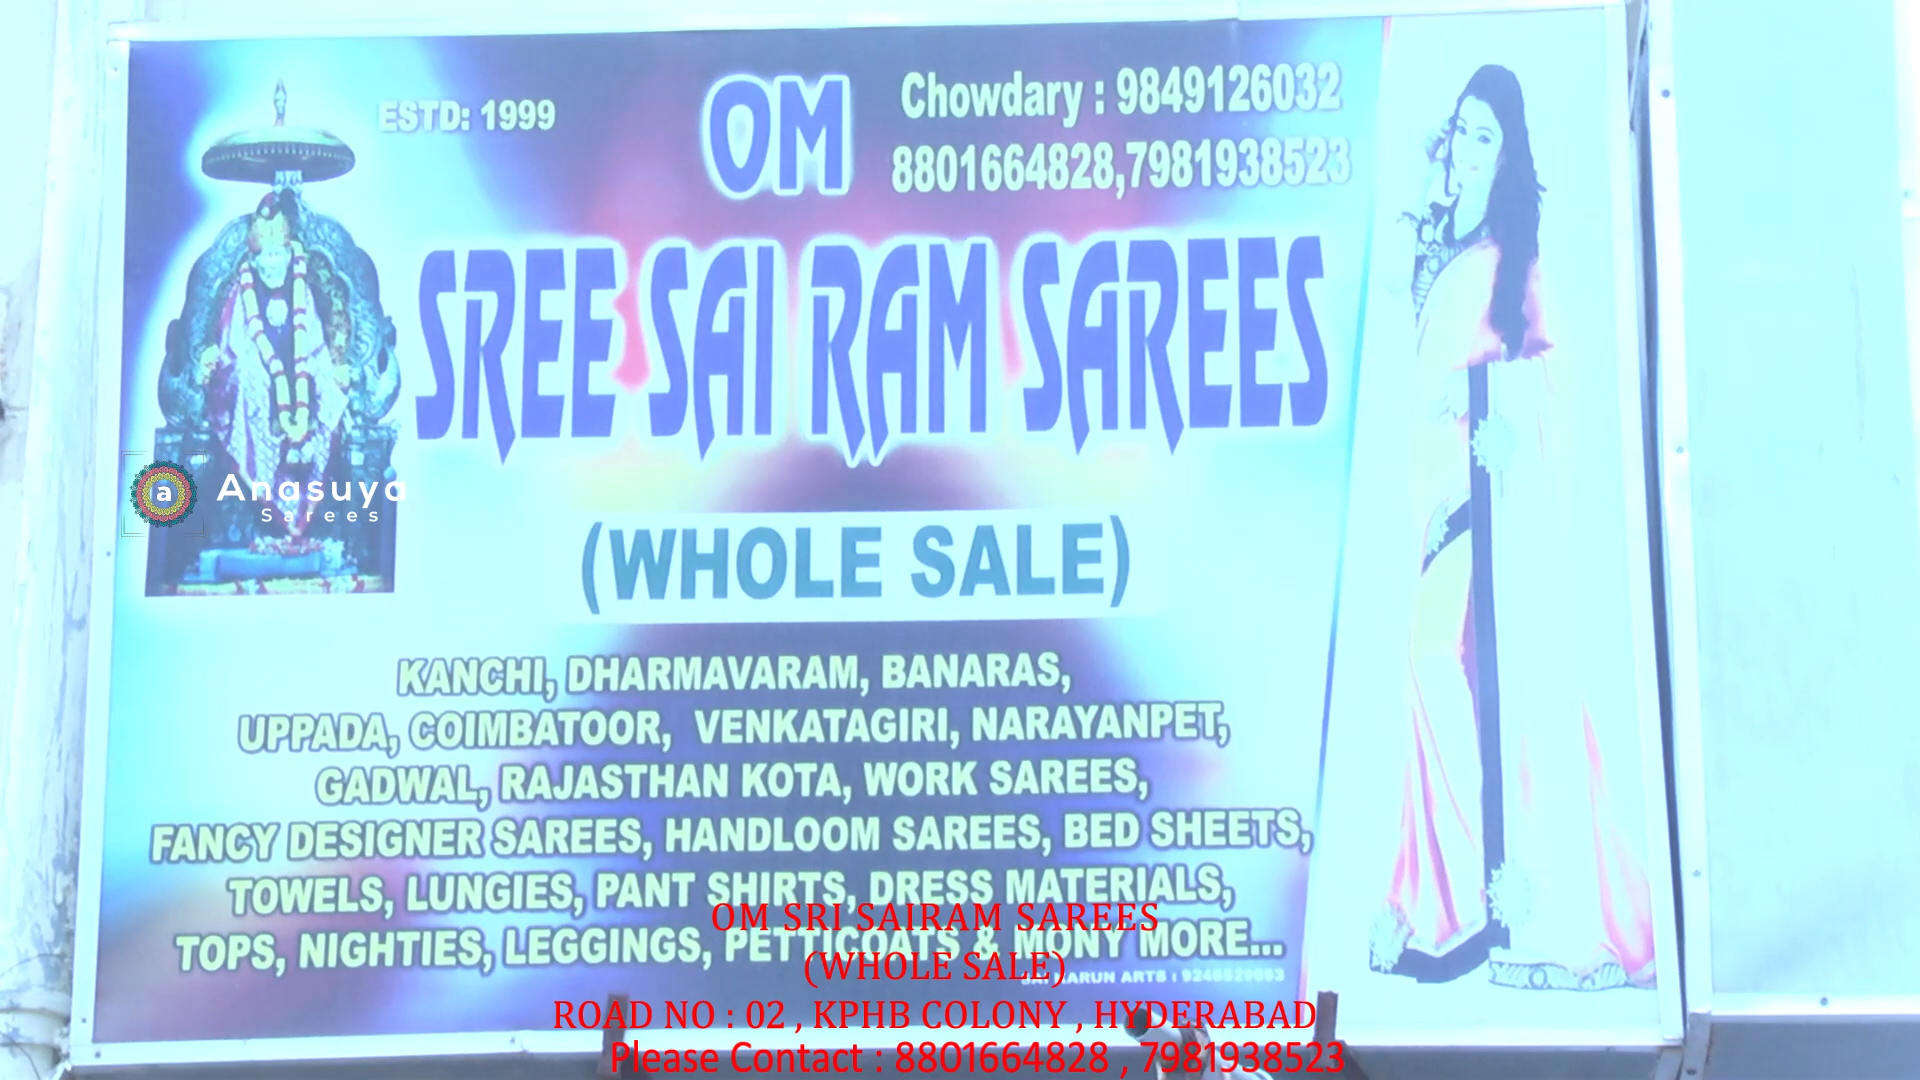 ESTD: 1999
OM
Chowdary : 9849126032
8801664828,7981938523
SREE SAI RAM SAREES
a
Anasuya
Sarees
(WHOLE SALE)
KANCHI, DHARMAVARAM, BANARAS,
UPPADA, COIMBATOOR, VENKATAGIRI, NARAYANPET,
GADWAL, RAJASTHAN KOTA, WORK SAREES,
FANCY DESIGNER SAREES, HANDLOOM SAREES, BED SHEETS,
TOWELS, LUNGIES, PANT SHIRTS, DRESS MATERIALS,
TOPS, NIGHTIES, LEGGINGS, PETTICOATS & MONY MORE...
ARTS :
OM SRI SAIRAM SAREES
(WHOLE SALE)
ROAD NO : 02 , KPHB COLONY , HYDERABAD
Please Contact : 8801664828 , 7981938523